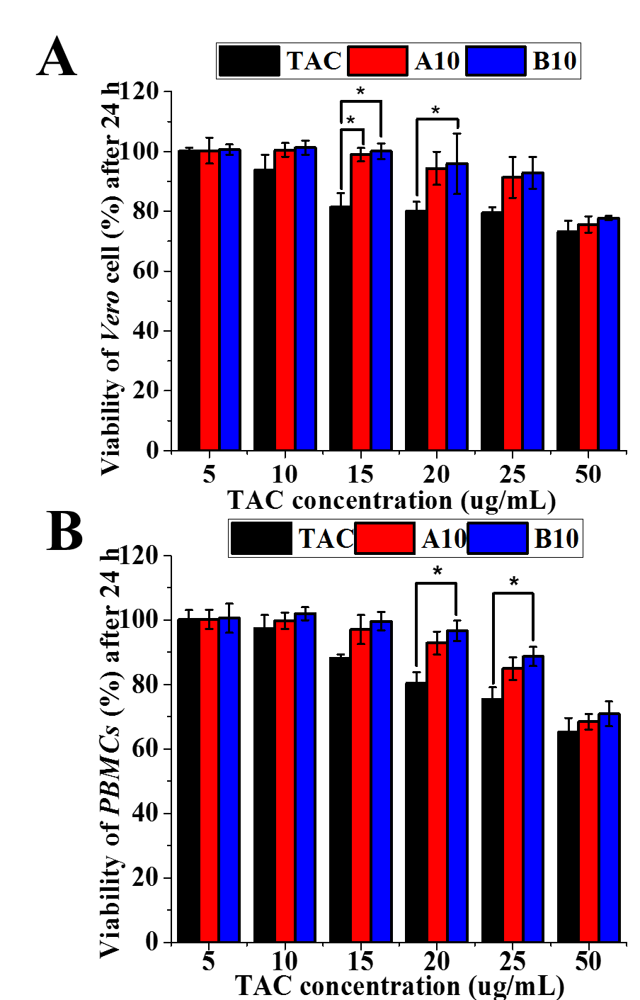 A
TAC A10 B10
Viability of Vero cell (%) after 24 h
120
100
80
60
40
20
0
* *
*
5 10 15 20 25 50
TAC concentration (ug/mL)
B
TAC A10 B10
Viability of PBMCs (%) after 24 h
120
100
80
60
40
20
0
* *
5 10 15 20 25 50
TAC concentration (ug/mL)